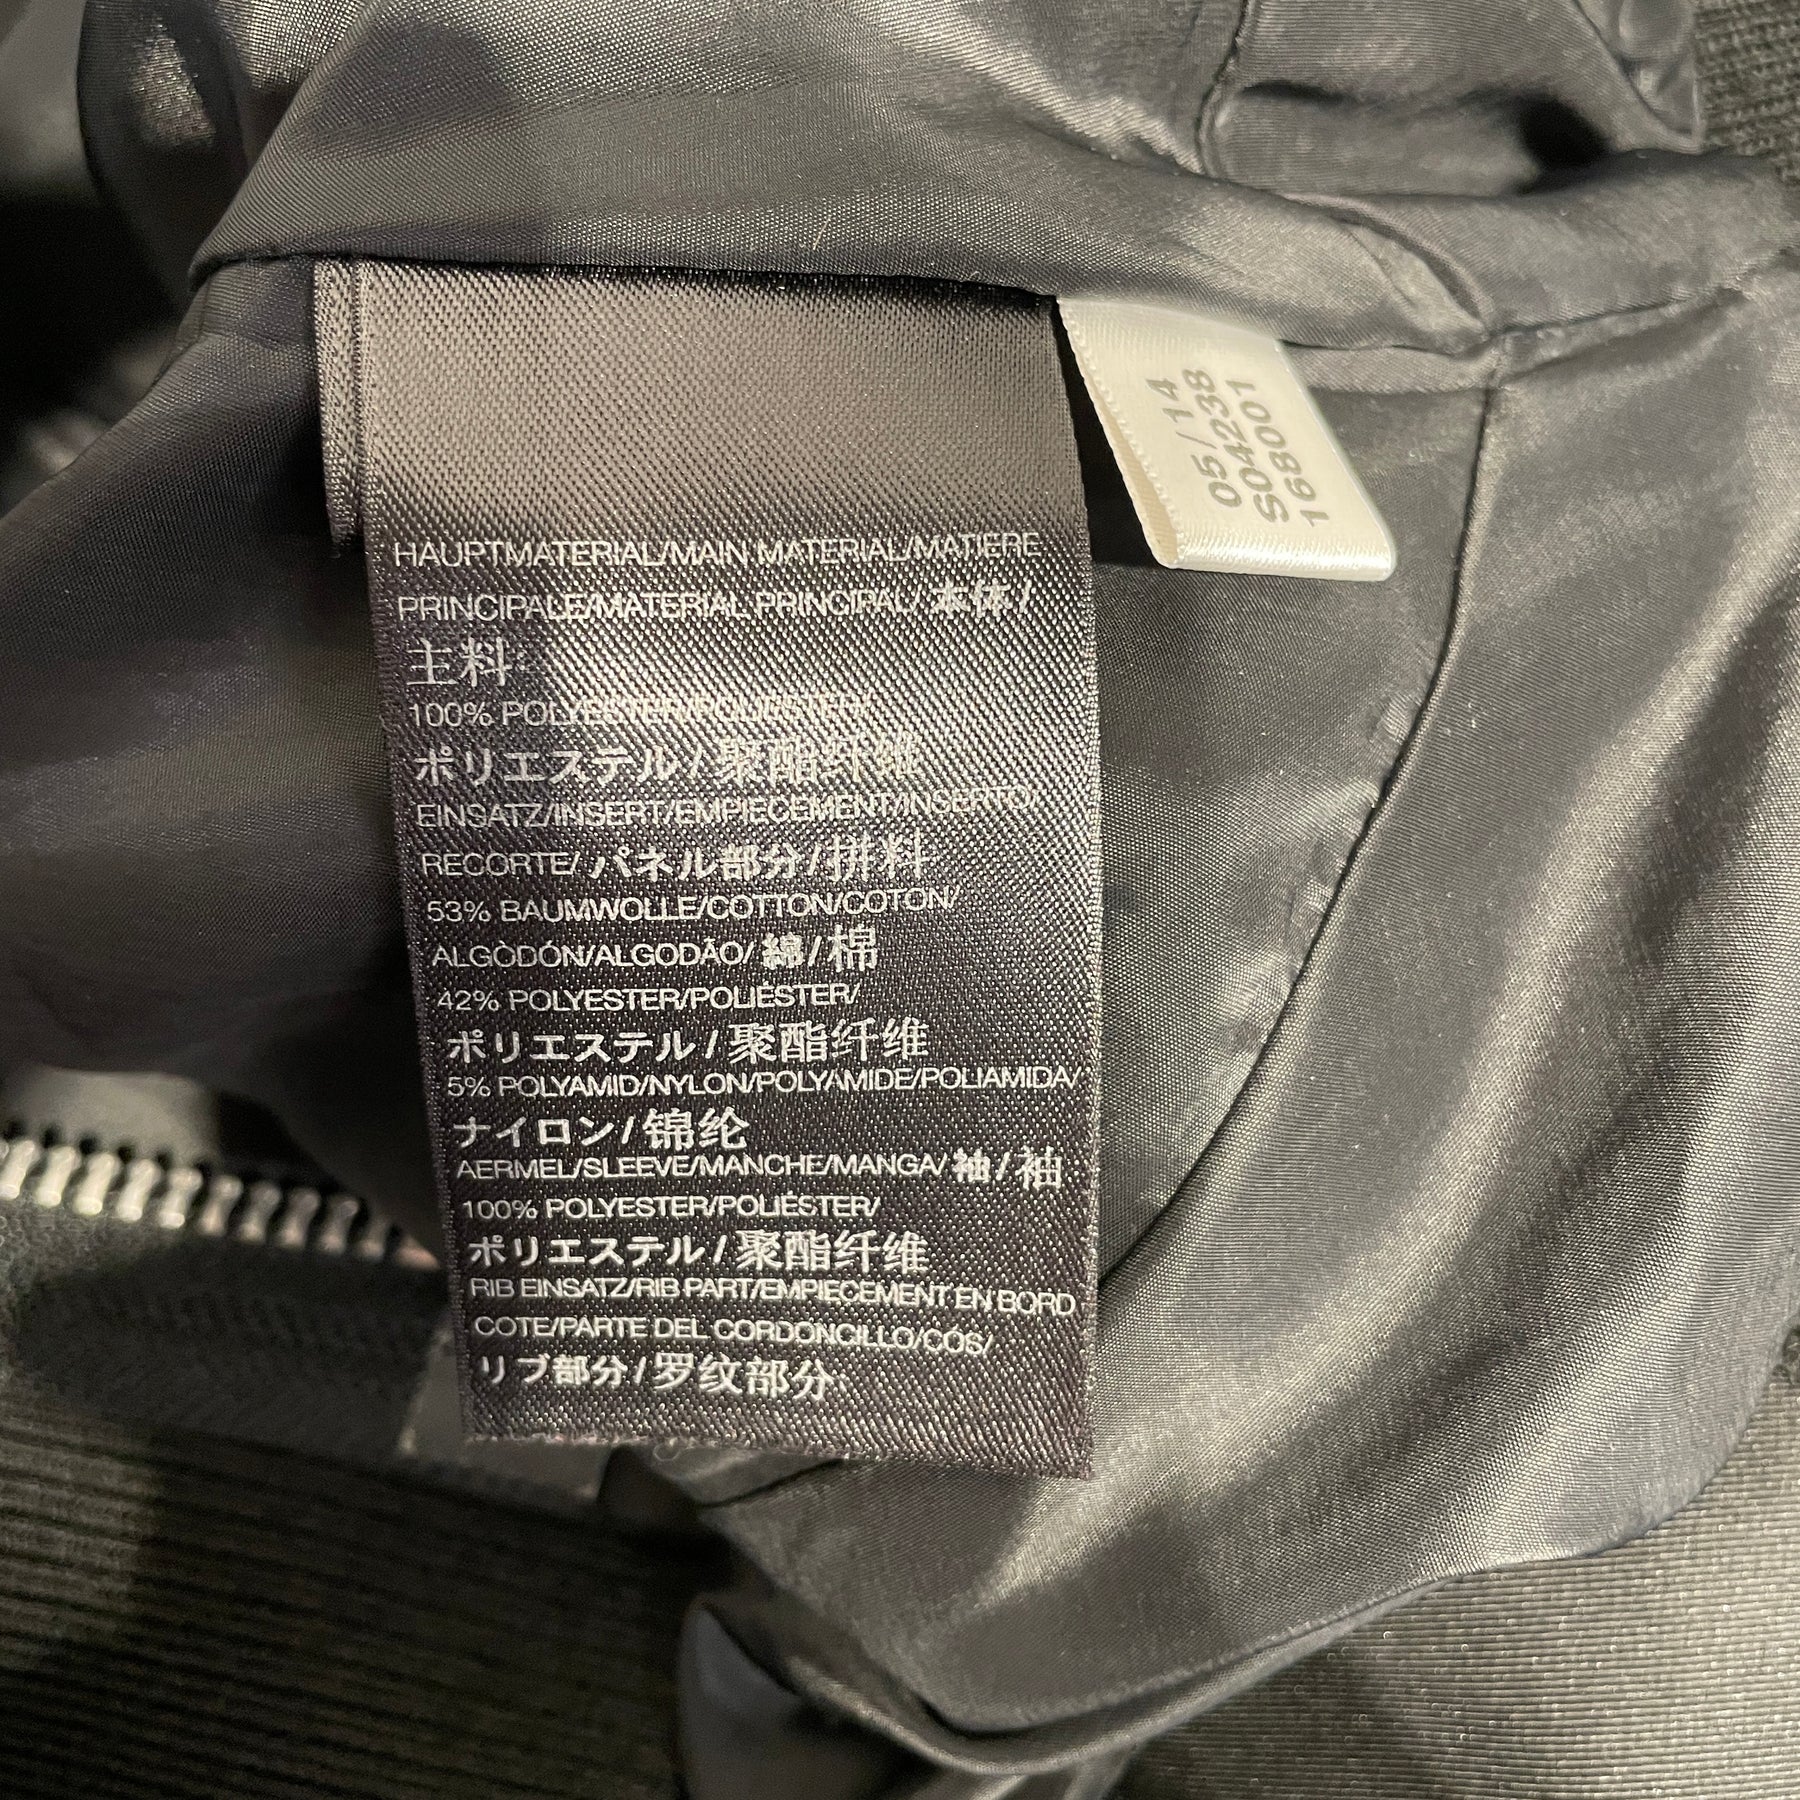 HAUPTMATERIAL/MAIN MATERIAL/MATIERE
PRINCIPALE/MATERIAL PRINCIPAL/ 本体/
主料
100% POLYESTER/POLIESTER/
ポリエステル/聚酯纤维
EINSATZ/INSERT/EMPIECEMENT/INSERTO/
RECORTE/ パネル部分/拼料
53% BAUMWOLLE/COTTON/COTON/
ALGÒDÓN/ALGODÃO/ 綿/棉
42% POLYESTER/POLIESTER/
ポリエステル/聚酯纤维
5% POLYAMID/NYLON/POLYAMIDE/POLIAMIDA/
ナイロン/锦纶
AERMEL/SLEEVE/MANCHE/MANGA/ 袖/袖
100% POLYESTER/POLIÉSTER/
ポリエステル/聚酯纤维
RIB EINSATZ/RIB PART/EMPIECEMENT EN BORD
COTE/PARTE DEL CORDONCILLO/COS/
リブ部分/罗纹部分
05/14
S04238
168001